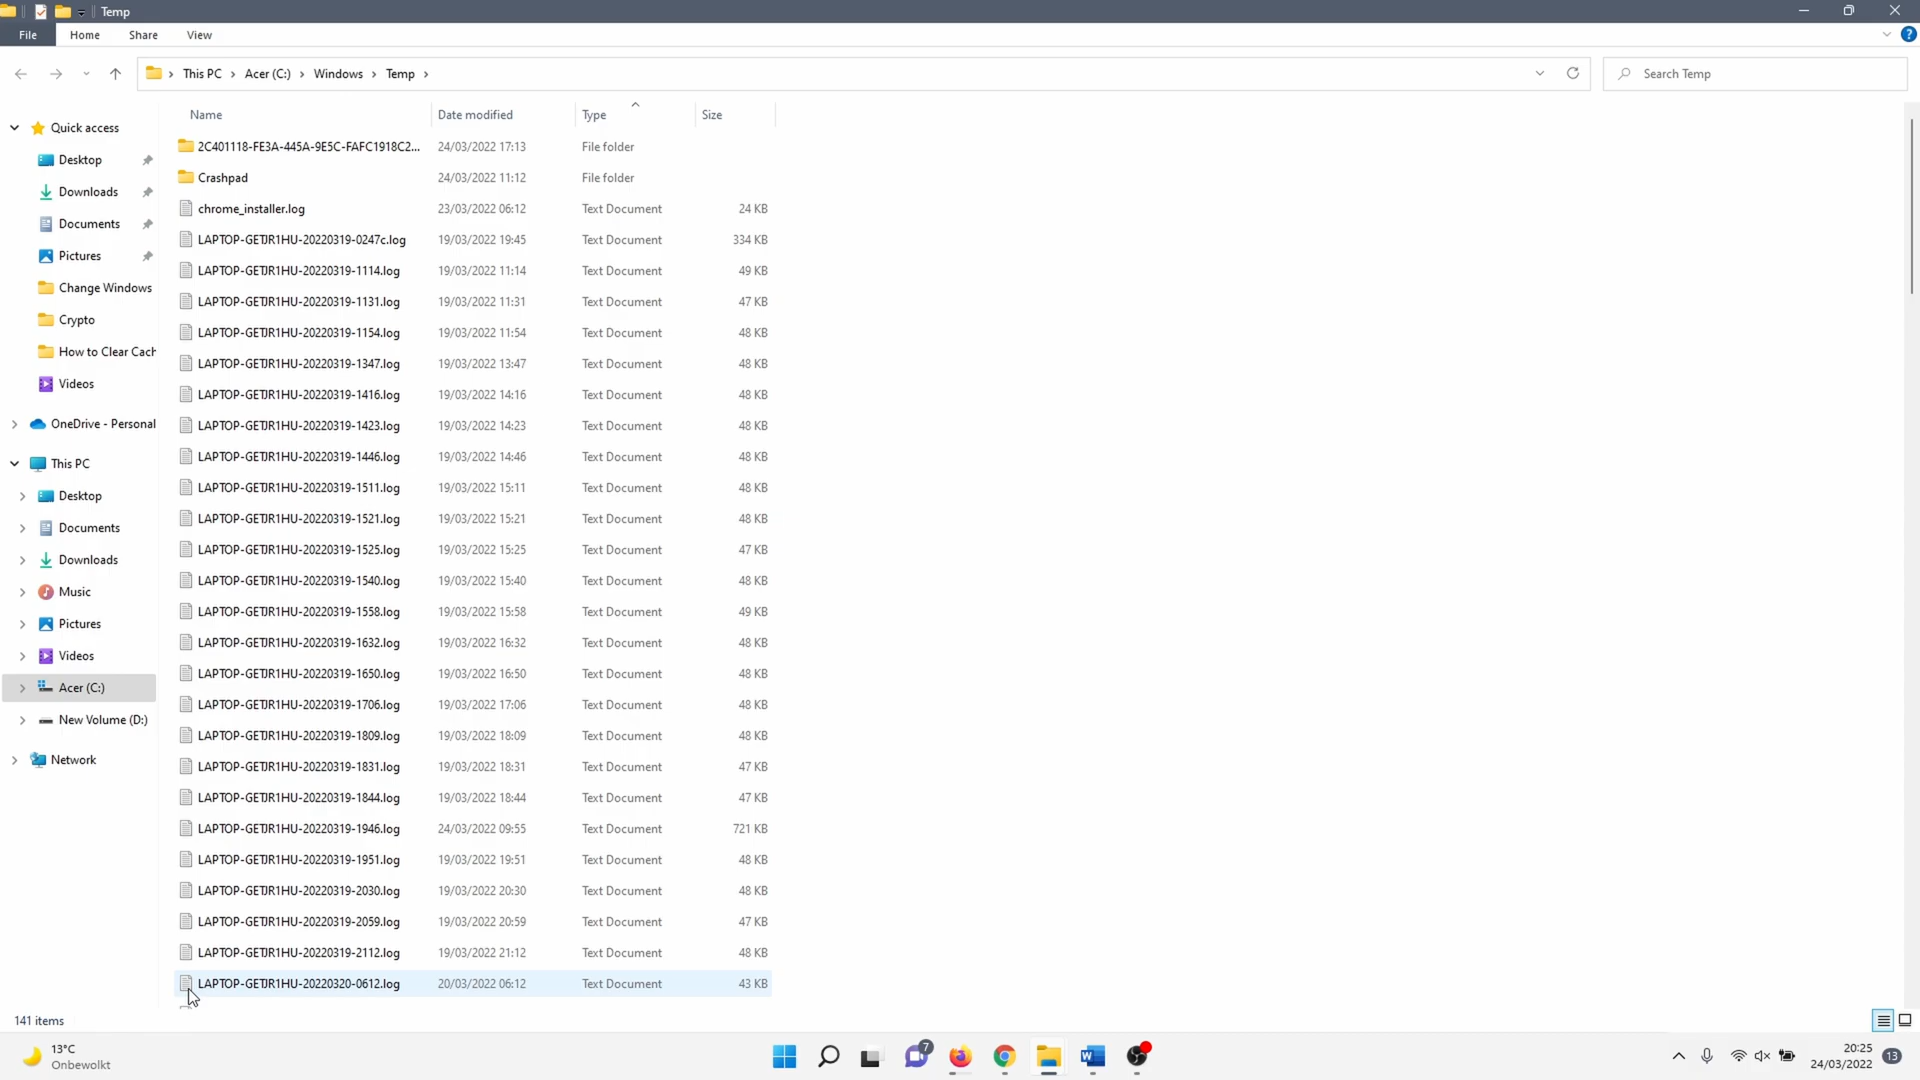 Temp
File Home Share View
This PC Acer (C:) Windows Temp Search Temp
Name Date modified Type Size
Quick access
Desktop
Downloads
Documents
Pictures
Change Windows
Crypto
How to Clear Cach
Videos
OneDrive - Personal
This PC
Desktop
Documents
Downloads
Music
Pictures
Videos
Acer (C:)
New Volume (D:)
Network
2C401118-FE3A-445A-9E5C-FAFC1918C2... 24/03/2022 17:13 File folder
Crashpad 24/03/2022 11:12 File folder
chrome_installer.log 23/03/2022 06:12 Text Document 24 KB
LAPTOP-GETJR1HU-20220319-0247c.log 19/03/2022 19:45 Text Document 334 KB
LAPTOP-GETJR1HU-20220319-1114.log 19/03/2022 11:14 Text Document 49 KB
LAPTOP-GETJR1HU-20220319-1131.log 19/03/2022 11:31 Text Document 47 KB
LAPTOP-GETJR1HU-20220319-1154.log 19/03/2022 11:54 Text Document 48 KB
LAPTOP-GETJR1HU-20220319-1347.log 19/03/2022 13:47 Text Document 48 KB
LAPTOP-GETJR1HU-20220319-1416.log 19/03/2022 14:16 Text Document 48 KB
LAPTOP-GETJR1HU-20220319-1423.log 19/03/2022 14:23 Text Document 48 KB
LAPTOP-GETJR1HU-20220319-1446.log 19/03/2022 14:46 Text Document 48 KB
LAPTOP-GETJR1HU-20220319-1511.log 19/03/2022 15:11 Text Document 48 KB
LAPTOP-GETJR1HU-20220319-1521.log 19/03/2022 15:21 Text Document 48 KB
LAPTOP-GETJR1HU-20220319-1525.log 19/03/2022 15:25 Text Document 47 KB
LAPTOP-GETJR1HU-20220319-1540.log 19/03/2022 15:40 Text Document 48 KB
LAPTOP-GETJR1HU-20220319-1558.log 19/03/2022 15:58 Text Document 49 KB
LAPTOP-GETJR1HU-20220319-1632.log 19/03/2022 16:32 Text Document 48 KB
LAPTOP-GETJR1HU-20220319-1650.log 19/03/2022 16:50 Text Document 48 KB
LAPTOP-GETJR1HU-20220319-1706.log 19/03/2022 17:06 Text Document 48 KB
LAPTOP-GETJR1HU-20220319-1809.log 19/03/2022 18:09 Text Document 48 KB
LAPTOP-GETJR1HU-20220319-1831.log 19/03/2022 18:31 Text Document 47 KB
LAPTOP-GETJR1HU-20220319-1844.log 19/03/2022 18:44 Text Document 47 KB
LAPTOP-GETJR1HU-20220319-1946.log 24/03/2022 09:55 Text Document 721 KB
LAPTOP-GETJR1HU-20220319-1951.log 19/03/2022 19:51 Text Document 48 KB
LAPTOP-GETJR1HU-20220319-2030.log 19/03/2022 20:30 Text Document 48 KB
LAPTOP-GETJR1HU-20220319-2059.log 19/03/2022 20:59 Text Document 47 KB
LAPTOP-GETJR1HU-20220319-2112.log 19/03/2022 21:12 Text Document 48 KB
LAPTOP-GETJR1HU-20220320-0612.log 20/03/2022 06:12 Text Document 43 KB
141 items
13°C
Onbewolkt
7
20:25
24/03/2022
13